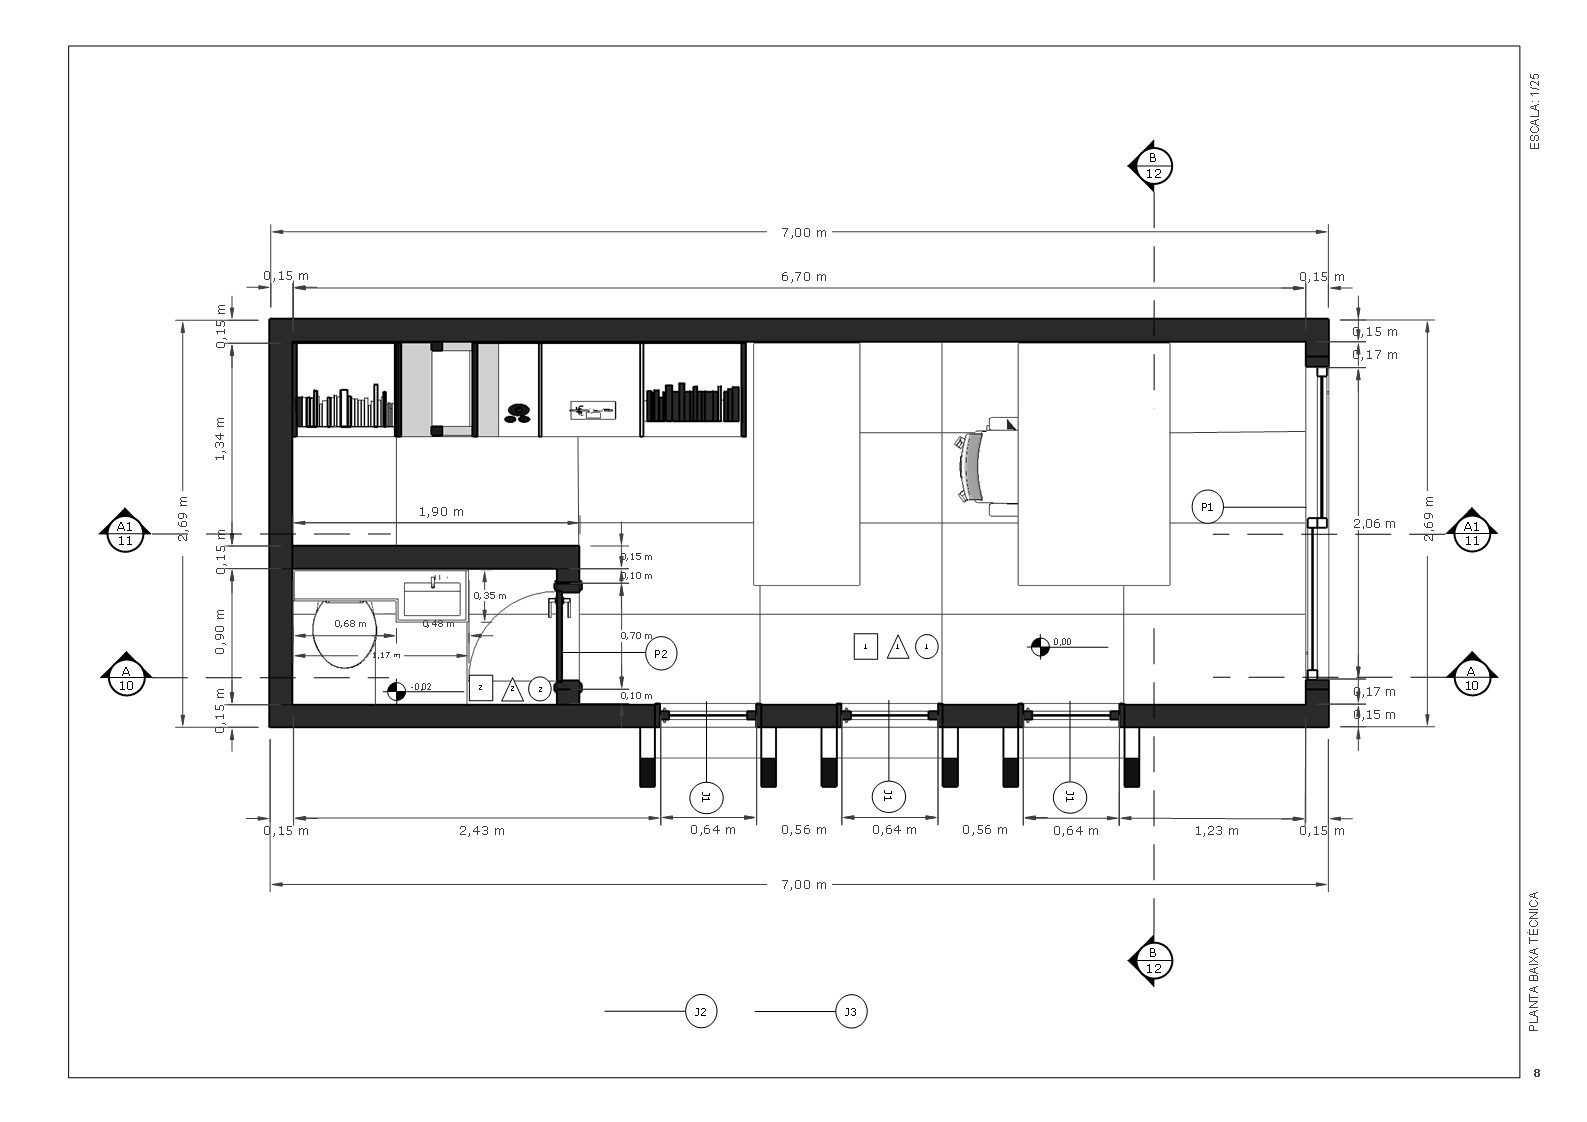 ESCALA: 1/25
B
12
7,00 m
0,15 m
6,70 m
0,15 m
0,15 m
0,15 m
0,17 m
1,34 m
2,69 m
1,90 m
P1
2,06 m
2,69 m
A1
11
A1
11
0,15 m
0,15 m
0,10 m
0,35 m
0,90 m
0,68 m
0,48 m
0,70 m
1,17 m
P2
1
1
1
0,00
A
10
A
10
-0,02
2
2
2
0,10 m
0,17 m
0,15 m
0,15 m
J1
J1
J1
0,15 m
2,43 m
0,64 m
0,56 m
0,64 m
0,56 m
0,64 m
1,23 m
0,15 m
7,00 m
B
12
J2
J3
PLANTA BAIXA TÉCNICA
8